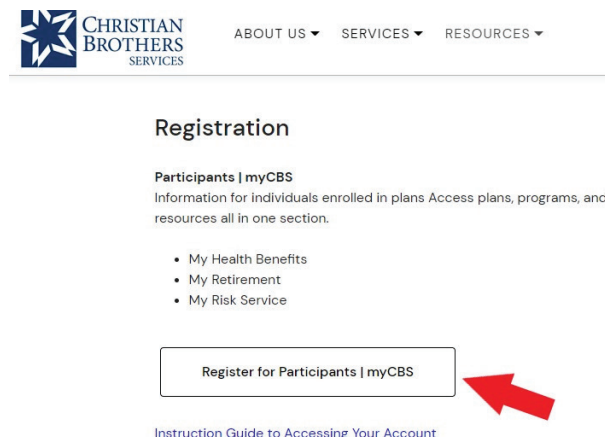 CHRISTIAN
BROTHERS
SERVICES
ABOUT US SERVICES RESOURCES
Registration
Participants | myCBS
Information for individuals enrolled in plans Access plans, programs, and
resources all in one section.
• My Health Benefits
• My Retirement
• My Risk Service
Register for Participants | myCBS
Instruction Guide to Accessing Your Account